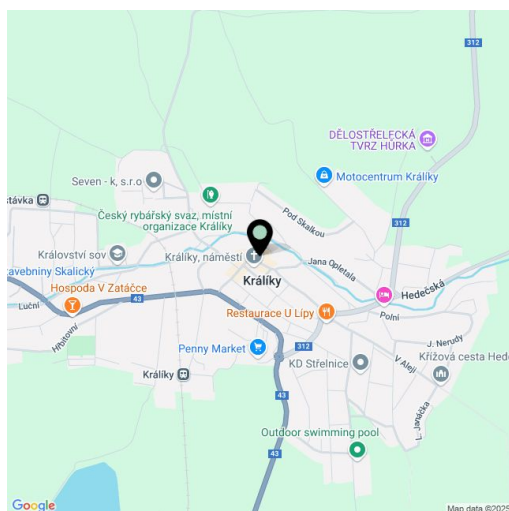 312
DĚLOSTŘELECKÁ
TVRZ HŮRKA
Motocentrum Králíky
Seven - k, s.r.o
stávka
Český rybářský svaz, místní
organizace Králíky
Pod Skalkou
Království sov
Králíky, náměstí
Jana Opletala
avebniny Skalický
Králíky
Hospoda V Zatáčce
Luční
43
Hřbitovní
Hedečská
312
Restaurace U Lípy
Polní
Penny Market
312
J. Nerudy
KD Střelnice
V Aleji
Křížová cesta Hede
Králíky
43
L. Janáčka
Outdoor swimming pool
43
Google
Map data ©2025